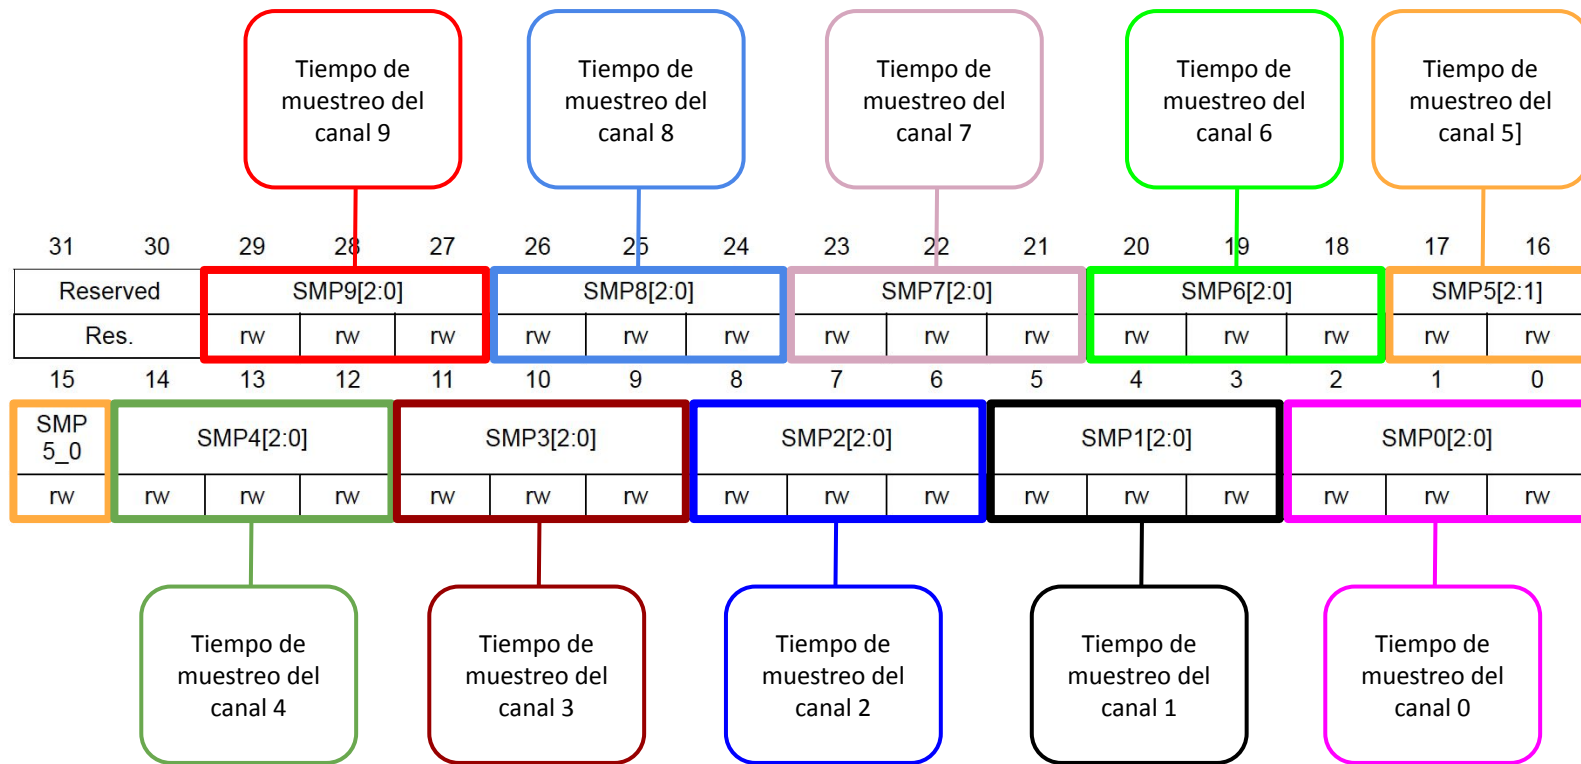 Tiempo de
muestreo del
canal 9
Tiempo de
muestreo del
canal 8
Tiempo de
muestreo del
canal 7
Tiempo de
muestreo del
canal 6
Tiempo de
muestreo del
canal 5]
31 30 29 28 27 26 25 24 23 22 21 20 19 18 17 16
Reserved SMP9[2:0] SMP8[2:0] SMP7[2:0] SMP6[2:0] SMP5[2:1]
Res. rw rw rw rw rw rw rw rw rw rw rw rw rw rw
15 14 13 12 11 10 9 8 7 6 5 4 3 2 1 0
SMP
5_0
SMP4[2:0] SMP3[2:0] SMP2[2:0] SMP1[2:0] SMP0[2:0]
rw rw rw rw rw rw rw rw rw rw rw rw rw rw rw rw
Tiempo de
muestreo del
canal 4
Tiempo de
muestreo del
canal 3
Tiempo de
muestreo del
canal 2
Tiempo de
muestreo del
canal 1
Tiempo de
muestreo del
canal 0